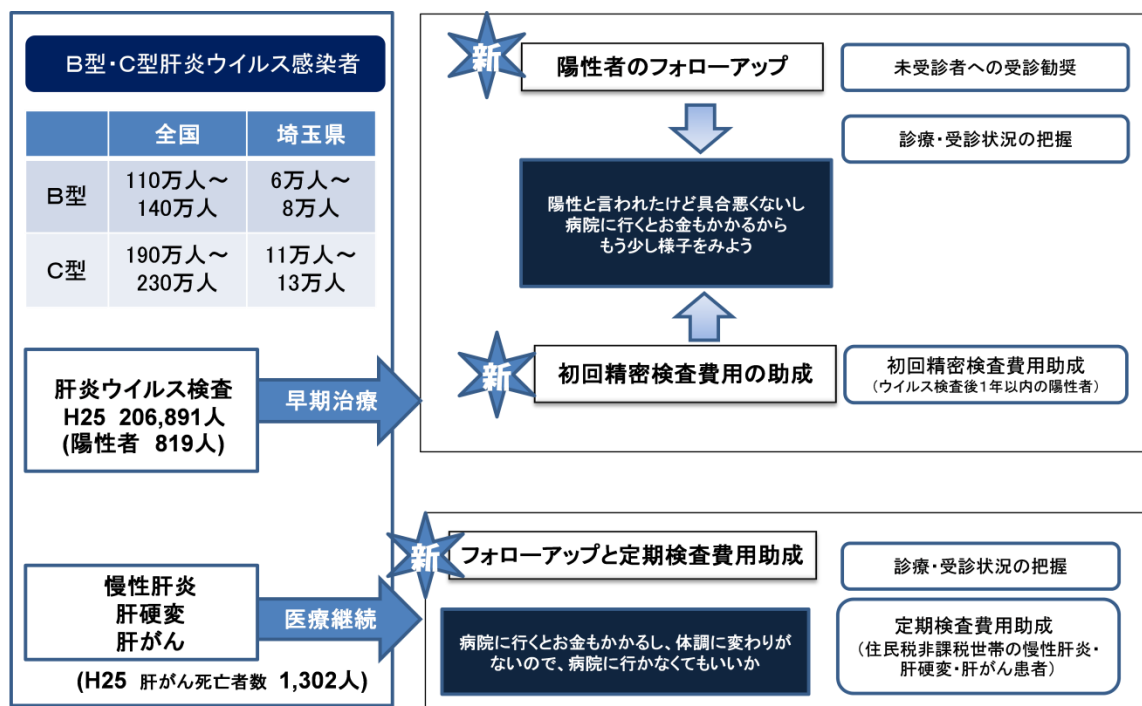 B型・C型肝炎ウイルス感染者
全国 埼玉県
B型 110万人～140万人 6万人～8万人
C型 190万人～230万人 11万人～13万人
肝炎ウイルス検査
H25 206,891人
(陽性者 819人)
早期治療
慢性肝炎
肝硬変
肝がん
医療継続
(H25 肝がん死亡者数 1,302人)
新
陽性者のフォローアップ
未受診者への受診勧奨
診療・受診状況の把握
陽性と言われたけど具合悪くないし
病院に行くとお金もかかるから
もう少し様子をみよう
新
初回精密検査費用の助成
初回精密検査費用助成
（ウイルス検査後１年以内の陽性者）
新
フォローアップと定期検査費用助成
診療・受診状況の把握
病院に行くとお金もかかるし、体調に変わりが
ないので、病院に行かなくてもいいか
定期検査費用助成
（住民税非課税世帯の慢性肝炎・
肝硬変・肝がん患者）